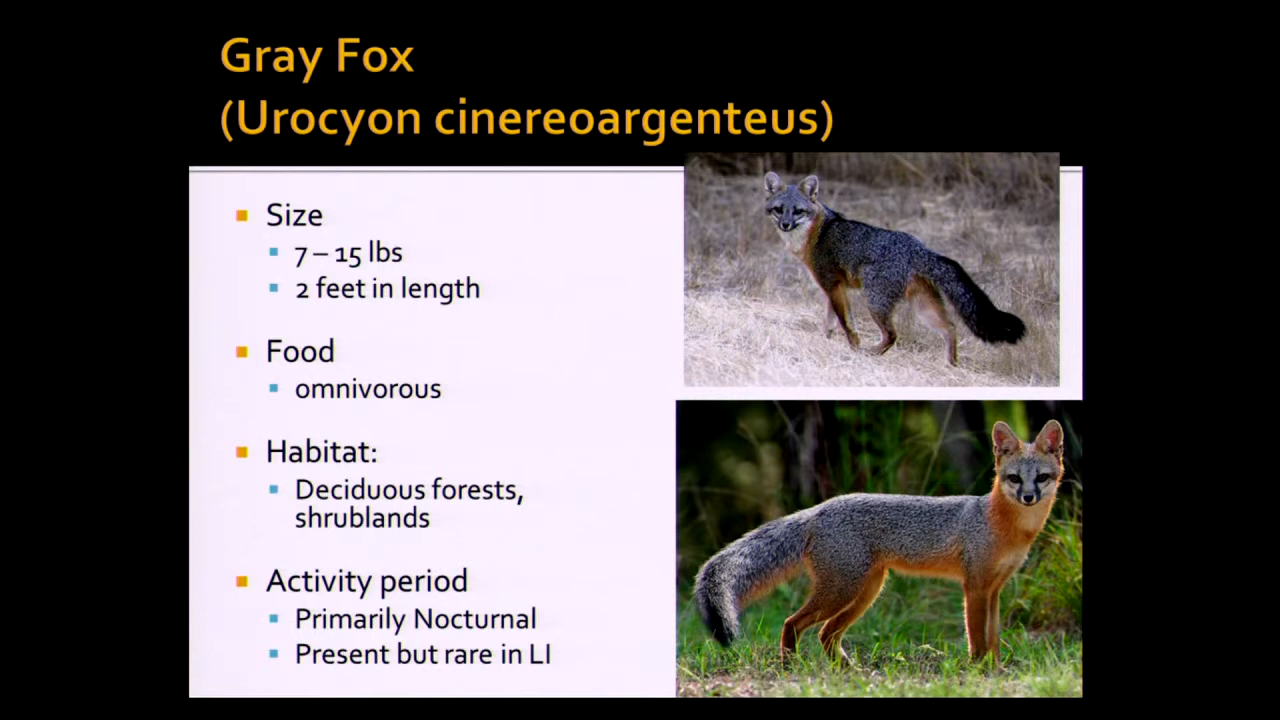 Gray Fox
(Urocyon cinereoargenteus)
Size
7 – 15 lbs
2 feet in length
Food
omnivorous
Habitat:
Deciduous forests,
shrublands
Activity period
Primarily Nocturnal
Present but rare in LI